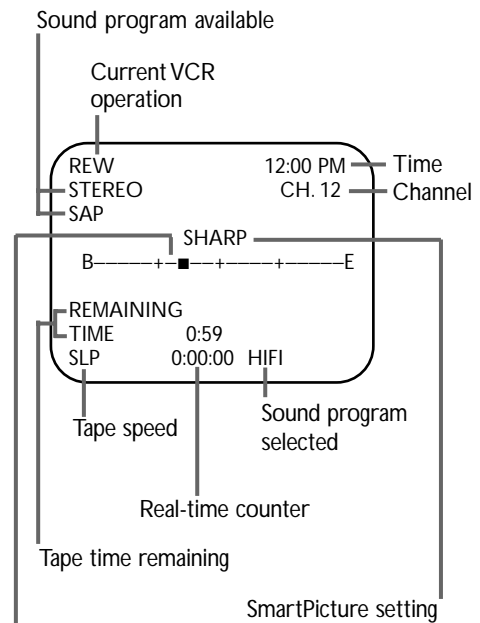 Sound program available
Current VCR
operation
REW 12:00 PM Time
STEREO CH. 12 Channel
SAP
SHARP
B–––––+–■––+––––+–––––E
REMAINING
TIME 0:59
SLP 0:00:00 HIFI
Tape speed
Sound program
selected
Real-time counter
Tape time remaining
SmartPicture setting